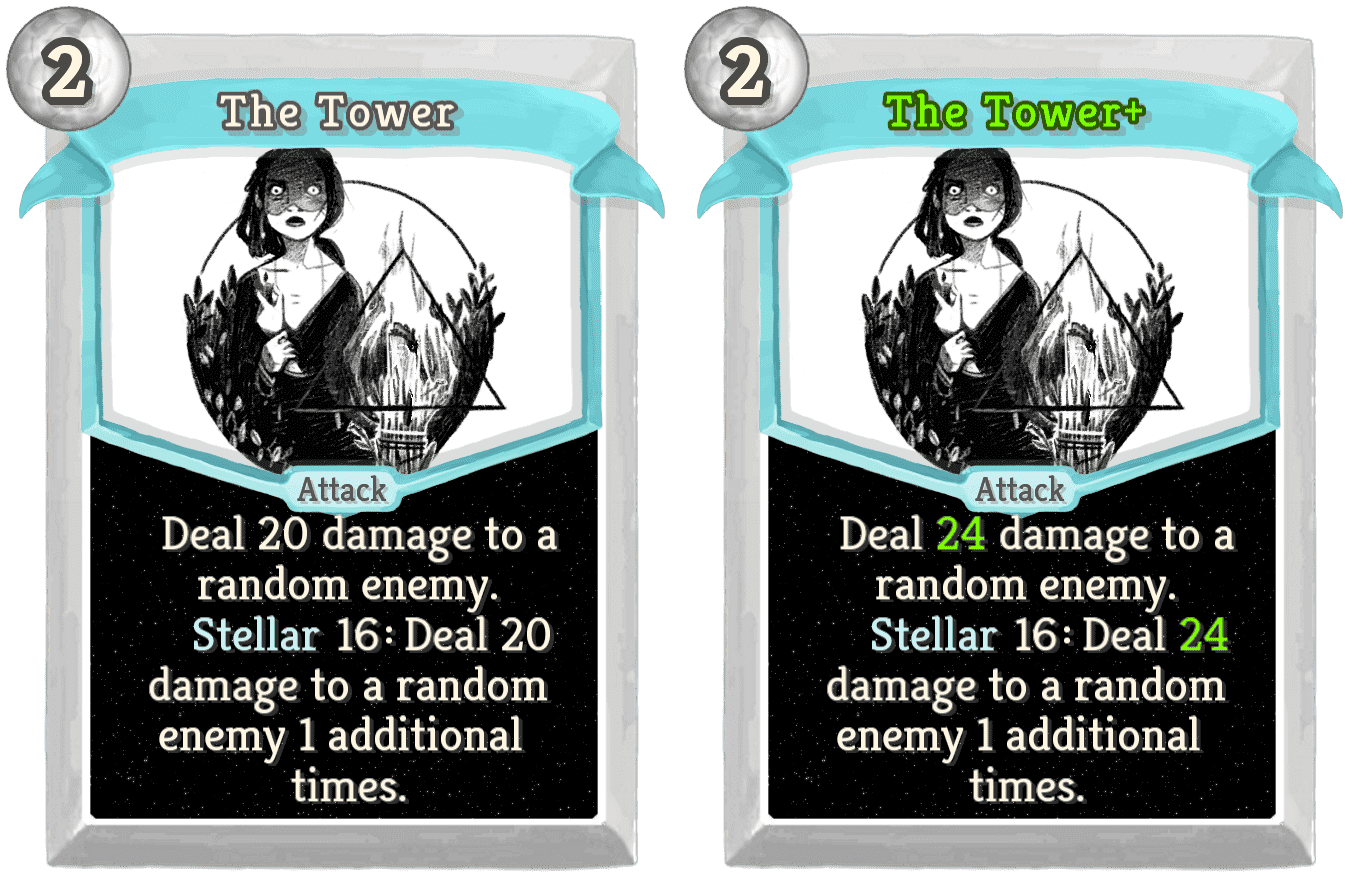 2
The Tower
Attack
Deal 20 damage to a
random enemy.
Stellar 16: Deal 20
damage to a random
enemy 1 additional
times.
2
The Tower+
Attack
Deal 24 damage to a
random enemy.
Stellar 16: Deal 24
damage to a random
enemy 1 additional
times.